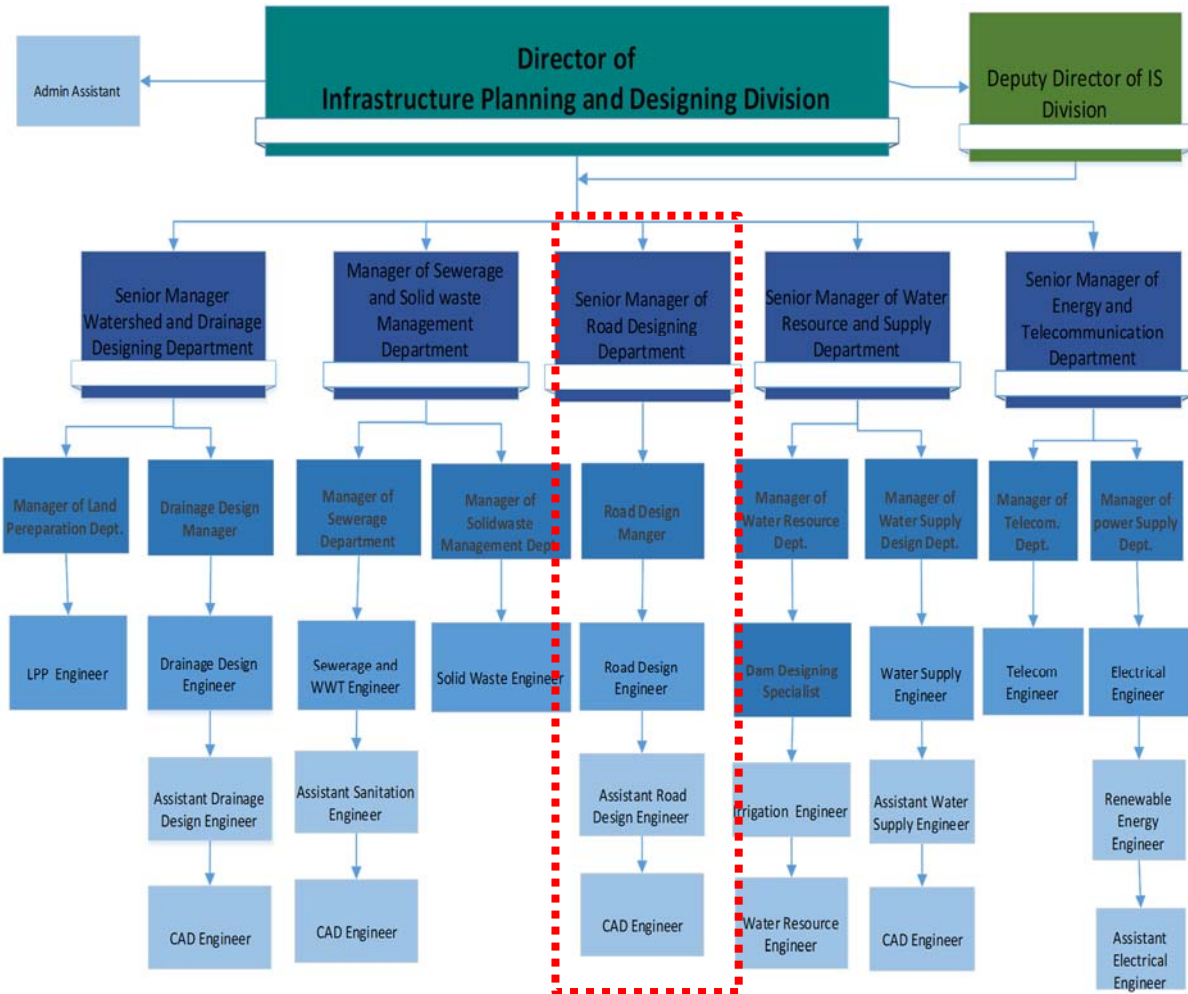 Director of
Infrastructure Planning and Designing Division
Admin Assistant
Deputy Director of IS
Division
Senior Manager
Watershed and Drainage
Designing Department
Manager of Sewerage
and Solid waste
Management
Department
Senior Manager of
Road Designing
Department
Senior Manager of Water
Resource and Supply
Department
Senior Manager of
Energy and
Telecommunication
Department
Manager of Land
Pereparation Dept.
Drainage Design
Manager
Manager of
Sewerage
Department
Manager of
Solidwaste
Management Dept
Road Design
Manger
Manager of
Water Resource
Dept.
Manager of
Water Supply
Design Dept.
Manager of
Telecom.
Dept.
Manager of
power Supply
Dept.
LPP Engineer
Drainage Design
Engineer
Sewerage and
WWT Engineer
Solid Waste Engineer
Road Design
Engineer
Dam Designing
Specialist
Water Supply
Engineer
Telecom
Engineer
Electrical
Engineer
Assistant Drainage
Design Engineer
Assistant Sanitation
Engineer
Assistant Road
Design Engineer
Irrigation Engineer
Assistant Water
Supply Engineer
Renewable
Energy
Engineer
CAD Engineer
CAD Engineer
CAD Engineer
Water Resource
Engineer
CAD Engineer
Assistant
Electrical
Engineer